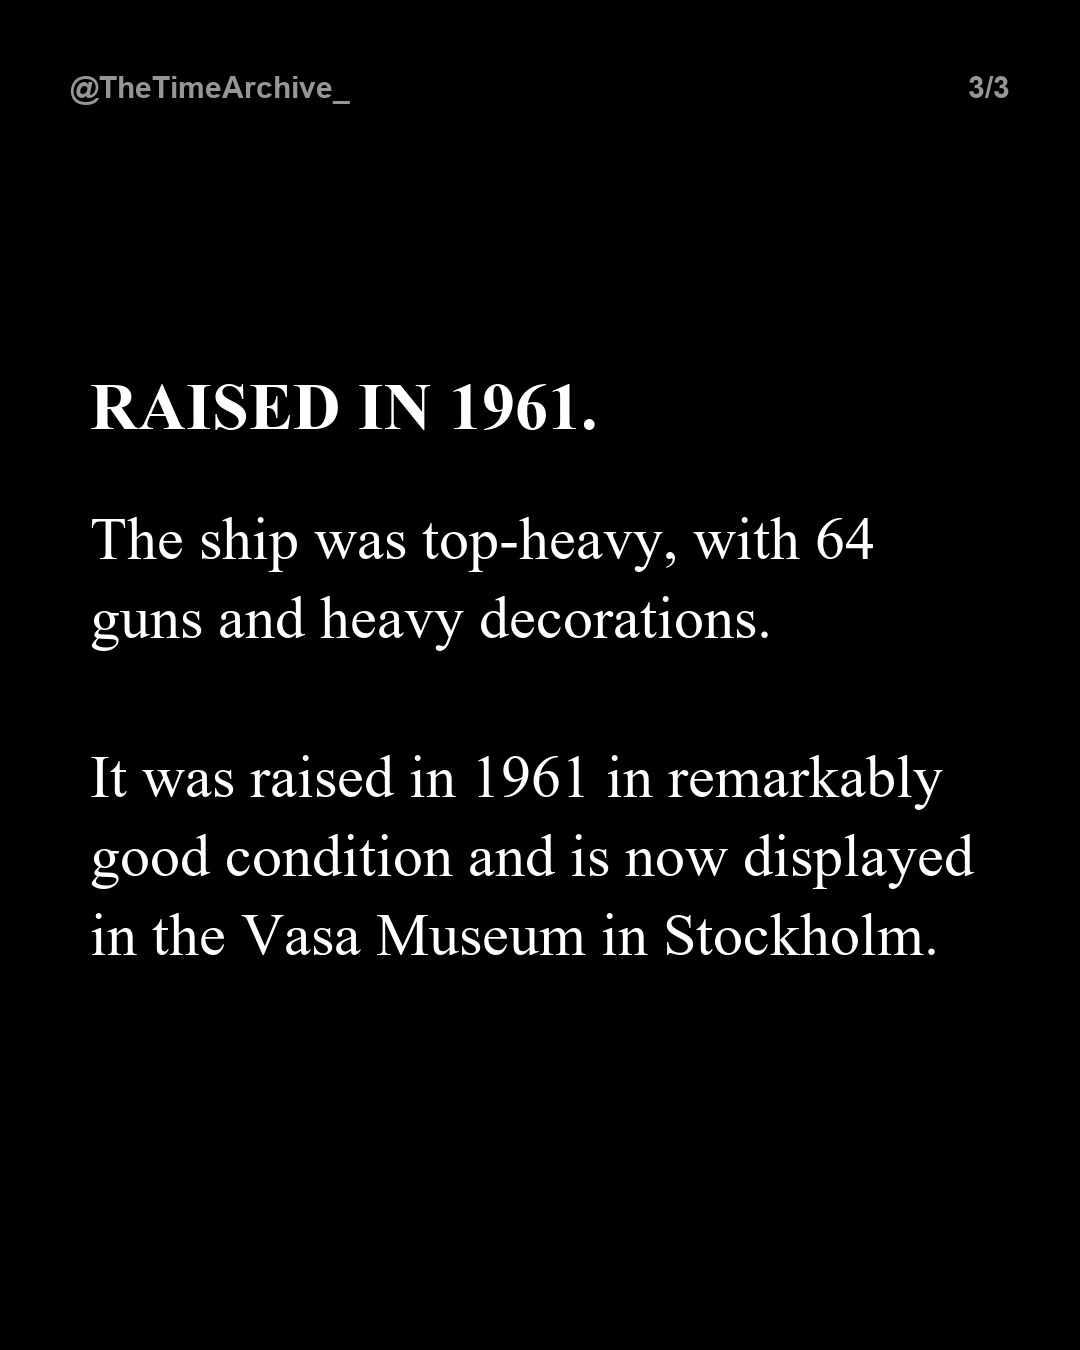 @TheTimeArchive_
3/3
RAISED IN 1961.
The ship was top-heavy, with 64
guns and heavy decorations.
It was raised in 1961 in remarkably
good condition and is now displayed
in the Vasa Museum in Stockholm.